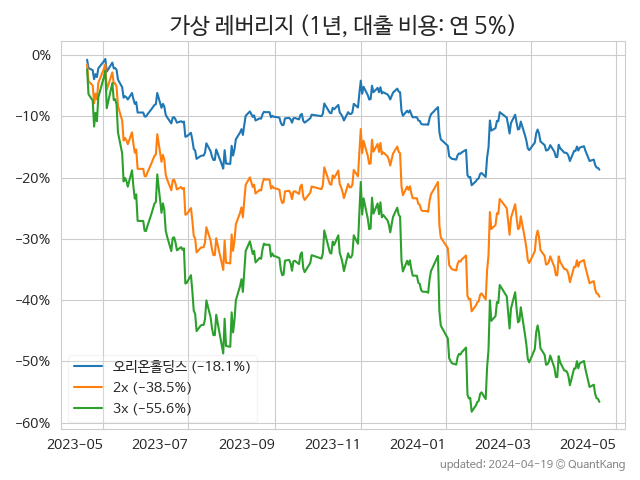 가상 레버리지 (1년, 대출 비용: 연 5%)
0%
−10%
−20%
−30%
−40%
−50%
−60%
오리온홀딩스 (−18.1%)
2x (−38.5%)
3x (−55.6%)
2023-05 2023-07 2023-09 2023-11 2024-01 2024-03 2024-05
updated: 2024-04-19 © QuantKang